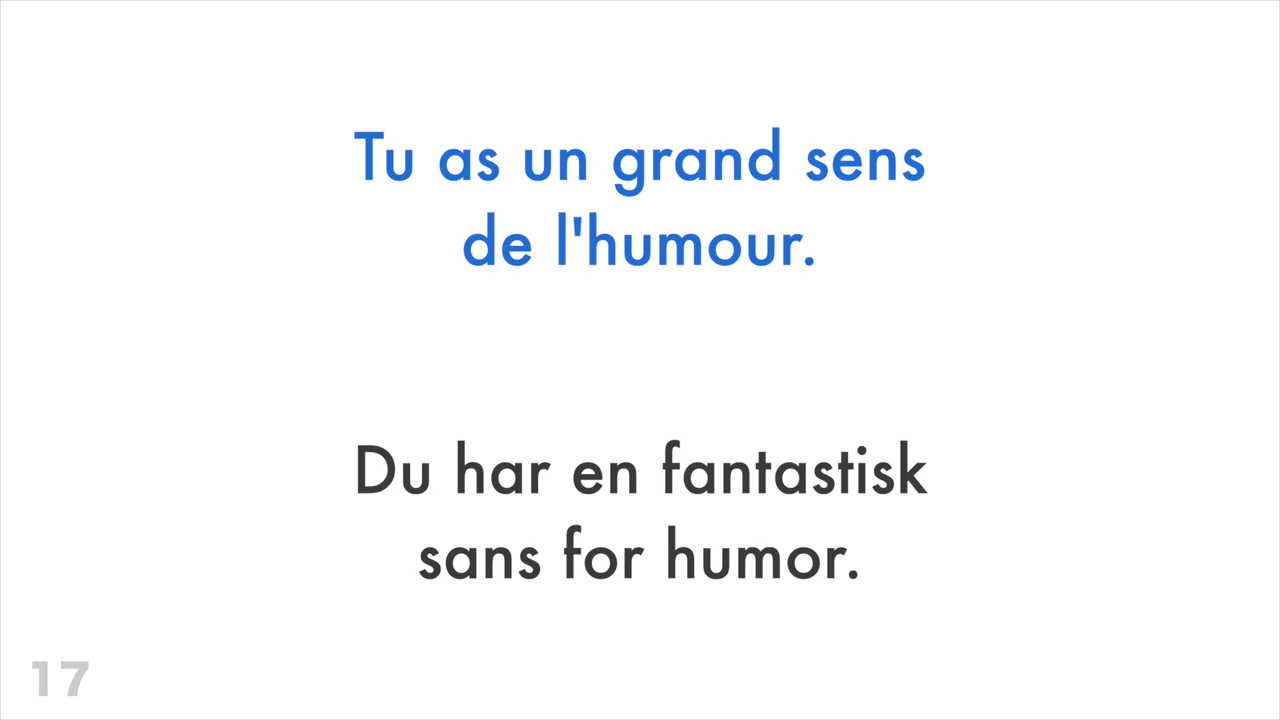 Tu as un grand sens
de l'humour.
Du har en fantastisk
sans for humor.
17